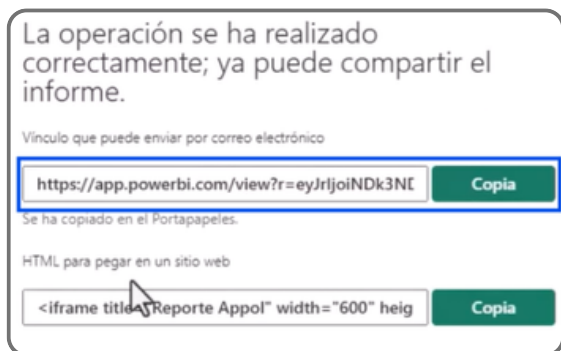 La operación se ha realizado
correctamente; ya puede compartir el
informe.
Vínculo que puede enviar por correo electrónico
https://app.powerbi.com/view?r=eyJrIjoiNDk3NI
Copia
Se ha copiado en el Portapapeles.
HTML para pegar en un sitio web
<iframe title="Reporte Appol" width="600" heig
Copia